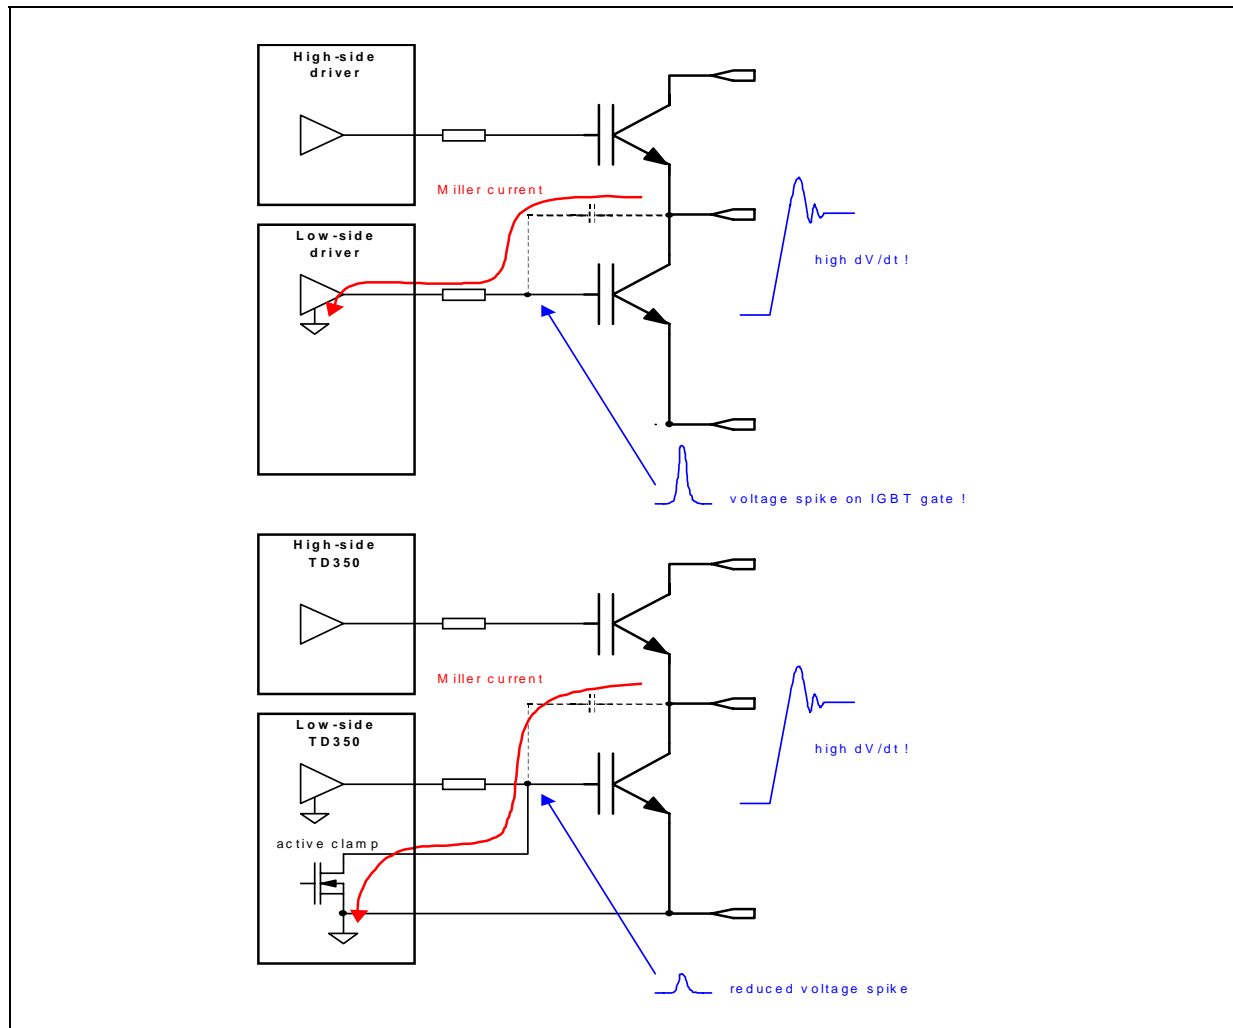 High-side
driver
Miller current
Low-side
driver
high dV/dt !
voltage spike on IGBT gate !
High-side
TD350
Miller current
Low-side
TD350
high dV/dt !
active clamp
reduced voltage spike